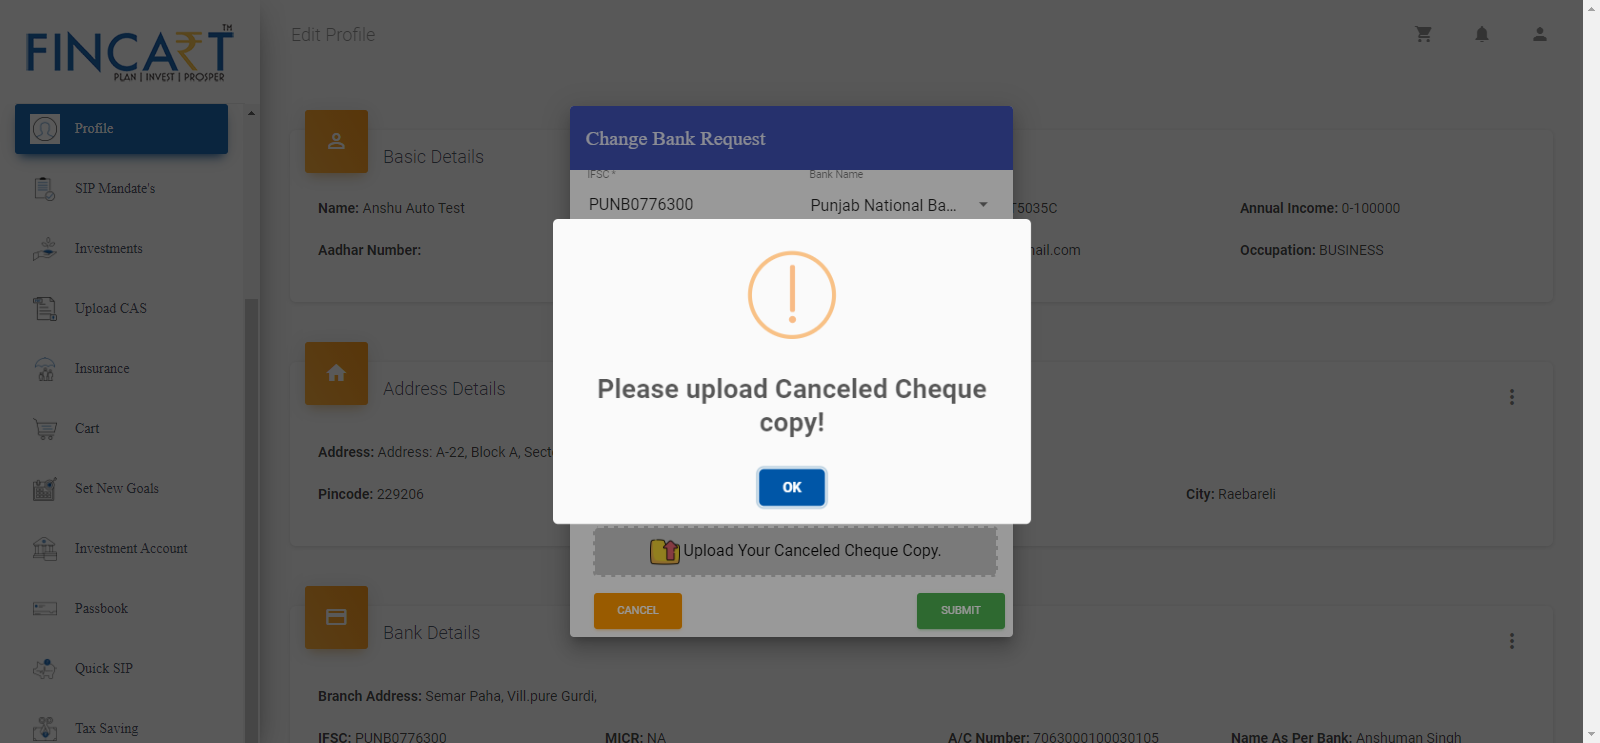 FINCART
TM
PLAN | INVEST | PROSPER
Edit Profile
Profile
SIP Mandate's
Investments
Upload CAS
Insurance
Cart
Set New Goals
Investment Account
Passbook
Quick SIP
Tax Saving
Basic Details
Name: Anshu Auto Test
T5035C
Annual Income: 0-100000
Aadhar Number:
nail.com
Occupation: BUSINESS
Change Bank Request
IFSC *
Bank Name
PUNB0776300
Punjab National Ba...
Please upload Canceled Cheque
copy!
OK
Upload Your Canceled Cheque Copy.
CANCEL
SUBMIT
Address Details
Address: Address: A-22, Block A, Secto
Pincode: 229206
City: Raebareli
Bank Details
Branch Address: Semar Paha, Vill.pure Gurdi,
IFSC: PUNB0776300
MICR: NA
A/C Number: 7063000100030105
Name As Per Bank: Anshuman Singh